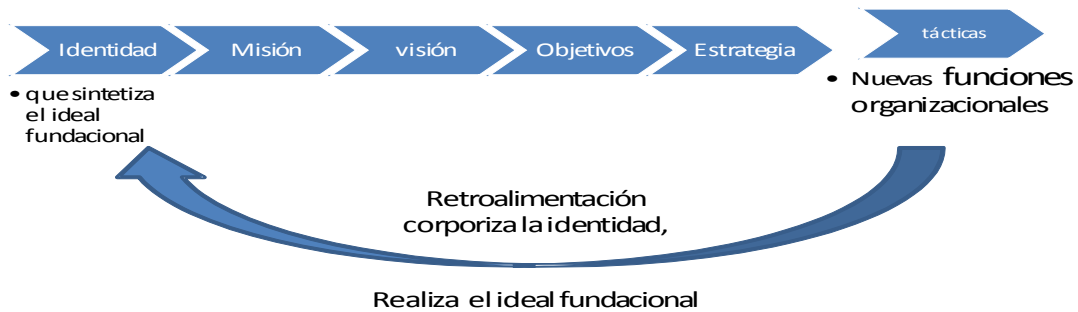 Identidad
Misión
visión
Objetivos
Estrategia
tácticas
• que sintetiza
el ideal
fundacional
• Nuevas funciones
organizacionales
Retroalimentación
corporiza la identidad,
Realiza el ideal fundacional